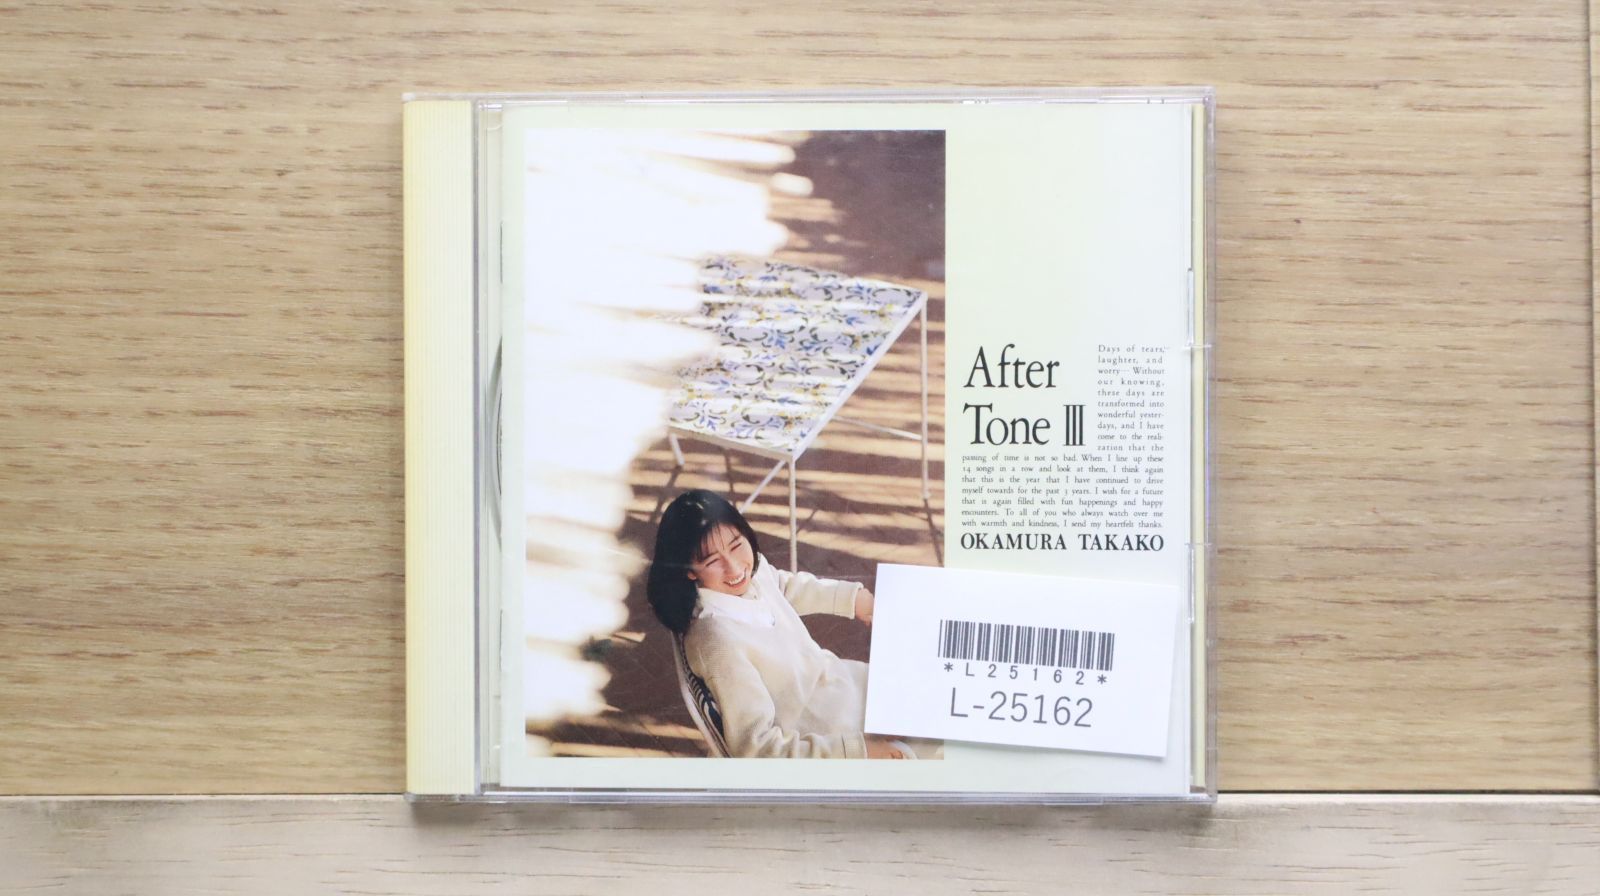 After
Tone III
Days of tears,
laughter, and
worry… Without
our knowing,
these days are
transformed into
wonderful yester-
days, and I have
come to the reali-
zation that the
passing of time is not so bad. When I line up these
14 songs in a row and look at them, I think again
that this is the year that I have continued to drive
myself towards for the past 3 years. I wish for a future
that is again filled with fun happenings and happy
encounters. To all of you who always watch over me
with warmth and kindness, I send my heartfelt thanks.
OKAMURA TAKAKO
*L25162*
L-25162